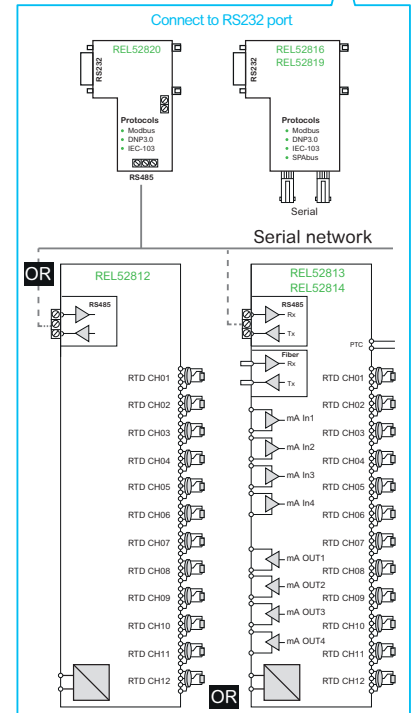 Connect to RS232 port
REL52820
RS232
Protocols
• Modbus
• DNP3.0
• IEC-103
RS485
REL52816
REL52819
RS232
Protocols
• Modbus
• DNP3.0
• IEC-103
• SPAbus
Serial
Serial network
OR
REL52812
RS485
RTD CH01
RTD CH02
RTD CH03
RTD CH04
RTD CH05
RTD CH06
RTD CH07
RTD CH08
RTD CH09
RTD CH10
RTD CH11
RTD CH12
OR
REL52813
REL52814
RS485
Rx
Tx
Fiber
Rx
Tx
mA In1
mA In2
mA In3
mA In4
mA OUT1
mA OUT2
mA OUT3
mA OUT4
PTC
RTD CH01
RTD CH02
RTD CH03
RTD CH04
RTD CH05
RTD CH06
RTD CH07
RTD CH08
RTD CH09
RTD CH10
RTD CH11
RTD CH12